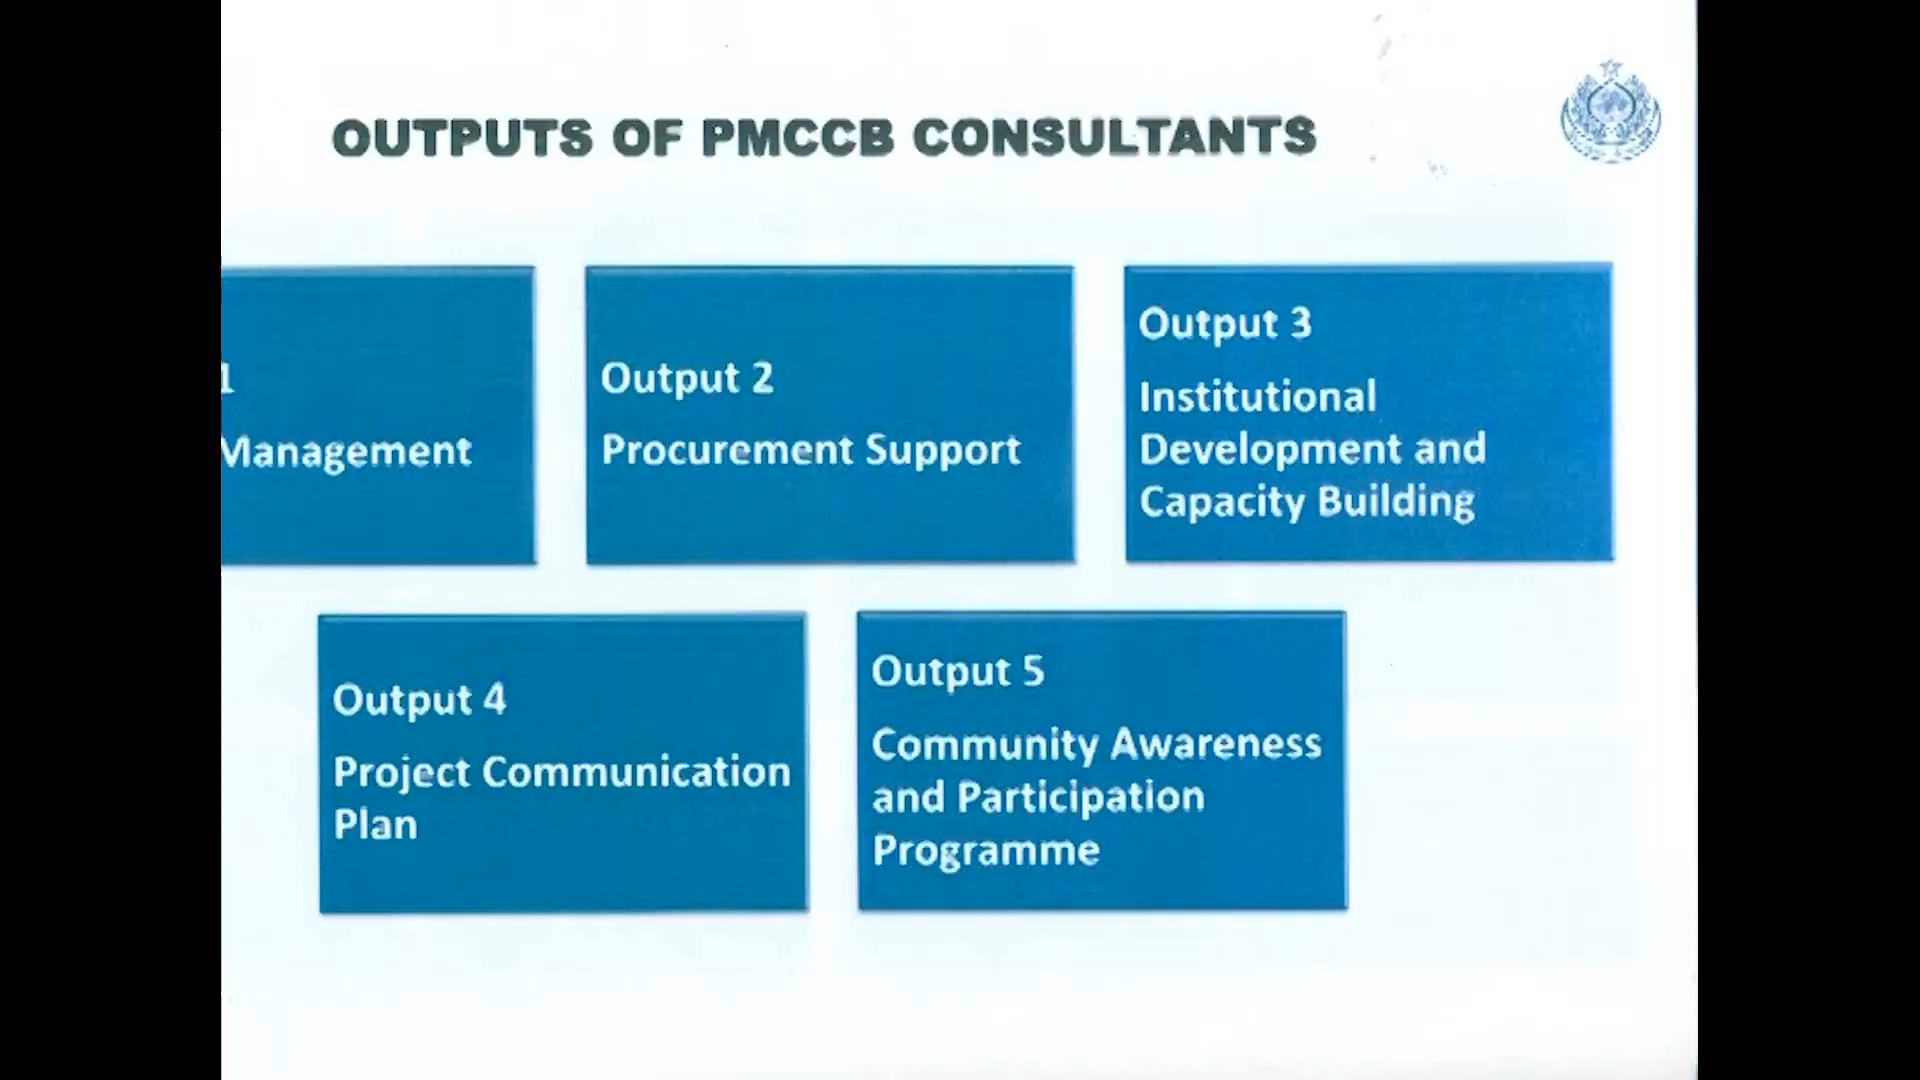 OUTPUTS OF PMCCB CONSULTANTS
1
Management
Output 2
Procurement Support
Output 3
Institutional
Development and
Capacity Building
Output 4
Project Communication
Plan
Output 5
Community Awareness
and Participation
Programme